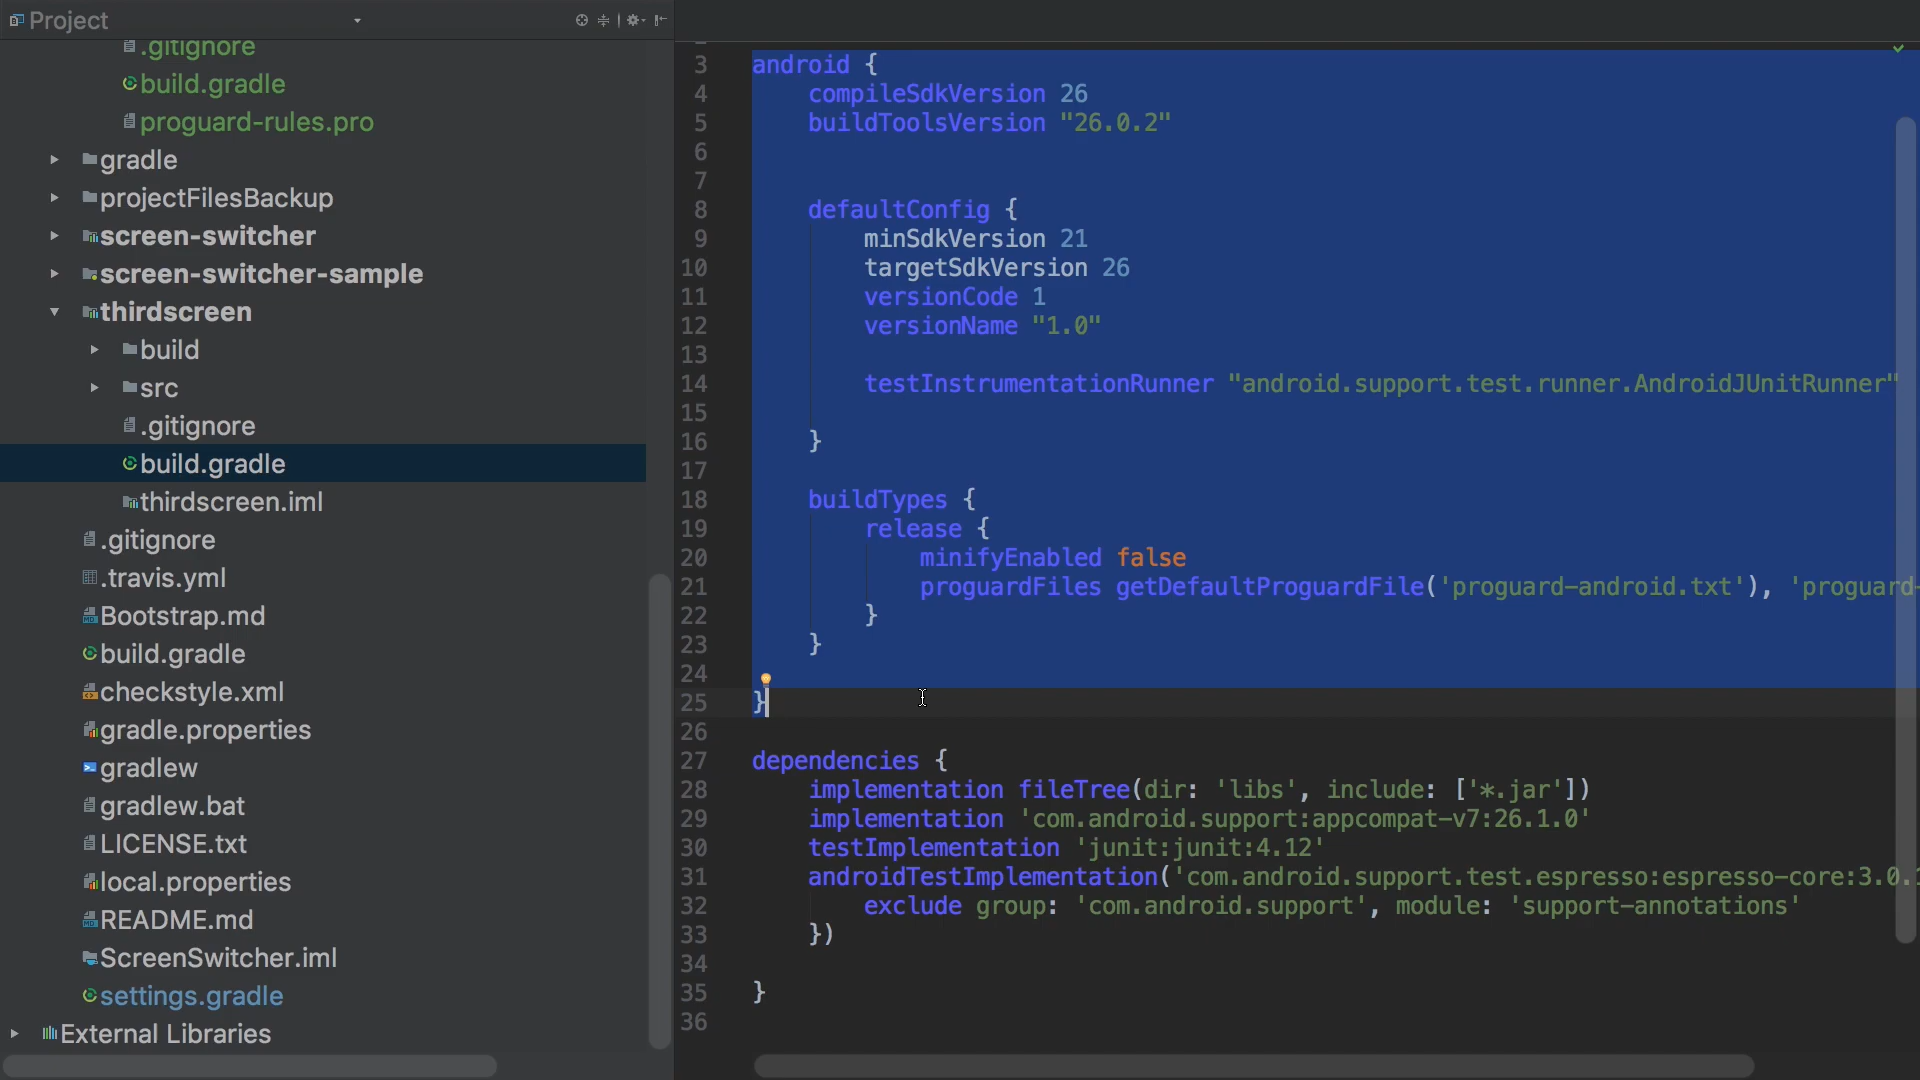 Project
.gitignore
build.gradle
proguard-rules.pro
gradle
projectFilesBackup
screen-switcher
screen-switcher-sample
thirdscreen
build
src
.gitignore
build.gradle
thirdscreen.iml
.gitignore
.travis.yml
Bootstrap.md
build.gradle
checkstyle.xml
gradle.properties
gradlew
gradlew.bat
LICENSE.txt
local.properties
README.md
ScreenSwitcher.iml
settings.gradle
External Libraries
3 android {
4 compileSdkVersion 26
5 buildToolsVersion "26.0.2"
6
7
8 defaultConfig {
9 minSdkVersion 21
10 targetSdkVersion 26
11 versionCode 1
12 versionName "1.0"
13
14 testInstrumentationRunner "android.support.test.runner.AndroidJUnitRunner"
15
16 }
17
18 buildTypes {
19 release {
20 minifyEnabled false
21 proguardFiles getDefaultProguardFile('proguard-android.txt'), 'proguard-
22 }
23 }
24
25 }
26
27 dependencies {
28 implementation fileTree(dir: 'libs', include: ['*.jar'])
29 implementation 'com.android.support:appcompat-v7:26.1.0'
30 testImplementation 'junit:junit:4.12'
31 androidTestImplementation('com.android.support.test.espresso:espresso-core:3.0.1
32 exclude group: 'com.android.support', module: 'support-annotations'
33 })
34
35 }
36